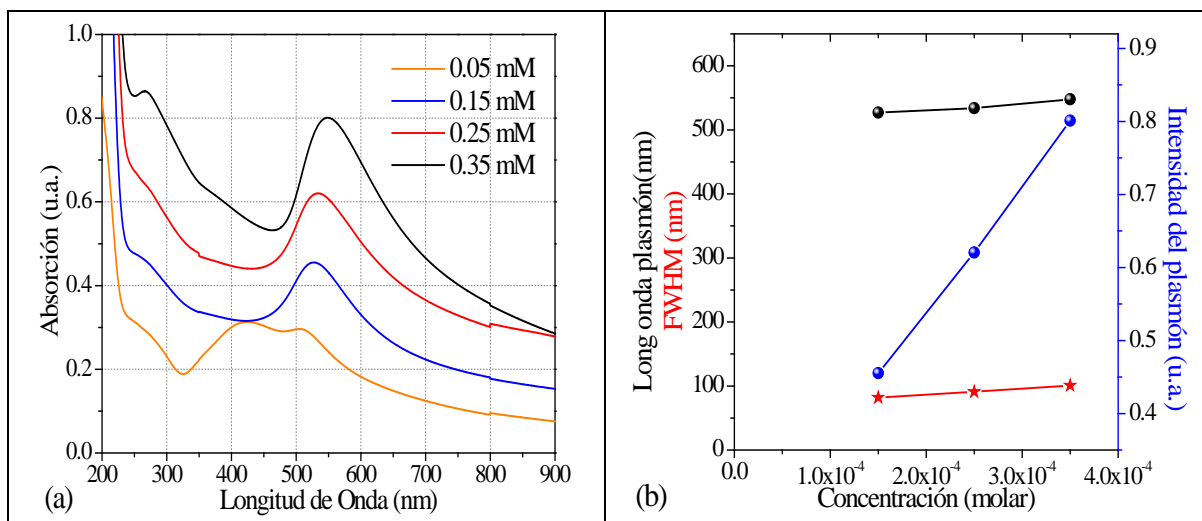 1.0
0.8
0.6
0.4
0.2
0.0
Absorción (u.a.)
0.05 mM
0.15 mM
0.25 mM
0.35 mM
200 300 400 500 600 700 800 900
Longitud de Onda (nm)
(a)
600
500
400
300
200
100
0
Long onda plasmón(nm)
FWHM (nm)
0.9
0.8
0.7
0.6
0.5
0.4
Intensidad del plasmón (u.a.)
0.0 1.0x10⁻⁴ 2.0x10⁻⁴ 3.0x10⁻⁴ 4.0x10⁻⁴
Concentración (molar)
(b)